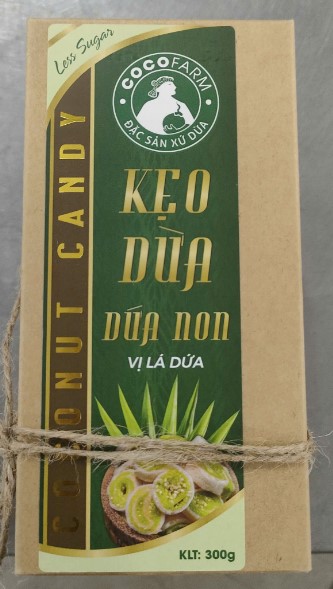 Less Sugar
COCOFARM
ĐẶC SẢN XỨ DỪA
COCONUT CANDY
KẸO
DỪA
DỨA NON
VỊ LÁ DỨA
KLT: 300g